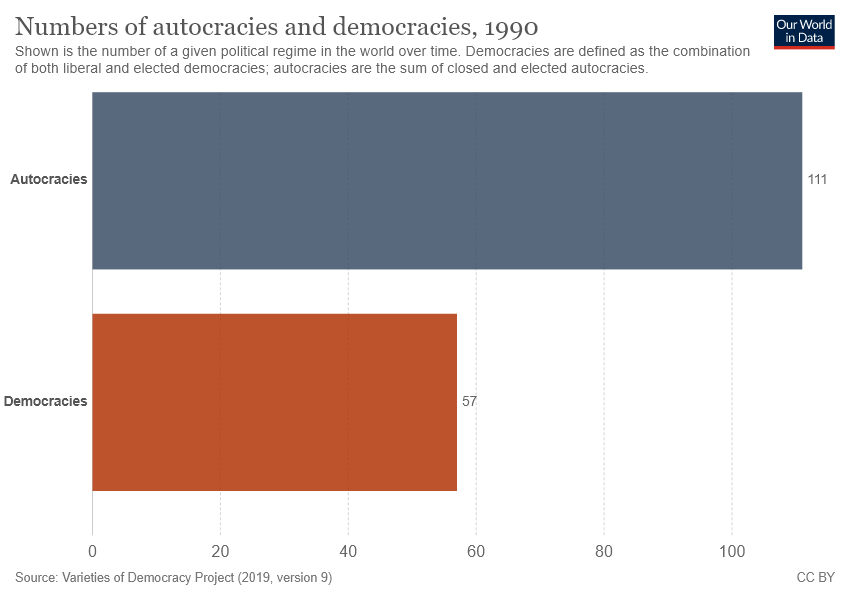 Numbers of autocracies and democracies, 1990
Our World
in Data
Shown is the number of a given political regime in the world over time. Democracies are defined as the combination
of both liberal and elected democracies; autocracies are the sum of closed and elected autocracies.
Autocracies
111
Democracies
57
0 20 40 60 80 100
Source: Varieties of Democracy Project (2019, version 9)
CC BY